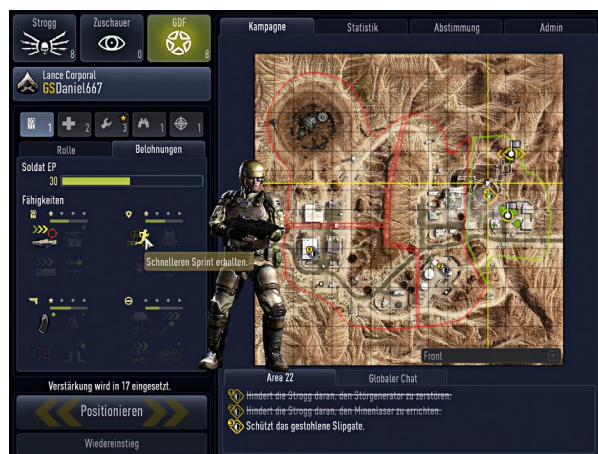 Strogg
8
Zuschauer
0
GDF
8
Kampagne
Statistik
Abstimmung
Admin
Lance Corporal
GSDaniel667
1
2
3
1
1
Rolle
Belohnungen
Soldat EP
30
Fähigkeiten
Schnelleren Sprint erhalten.
Front
Verstärkung wird in 17 eingesetzt.
Positionieren
Wiedereinstieg
Area 22
Globaler Chat
Hindert die Strogg daran, den Störgenerator zu zerstören.
Hindert die Strogg daran, den Minenlaser zu errichten.
Schützt das gestohlene Slipgate.